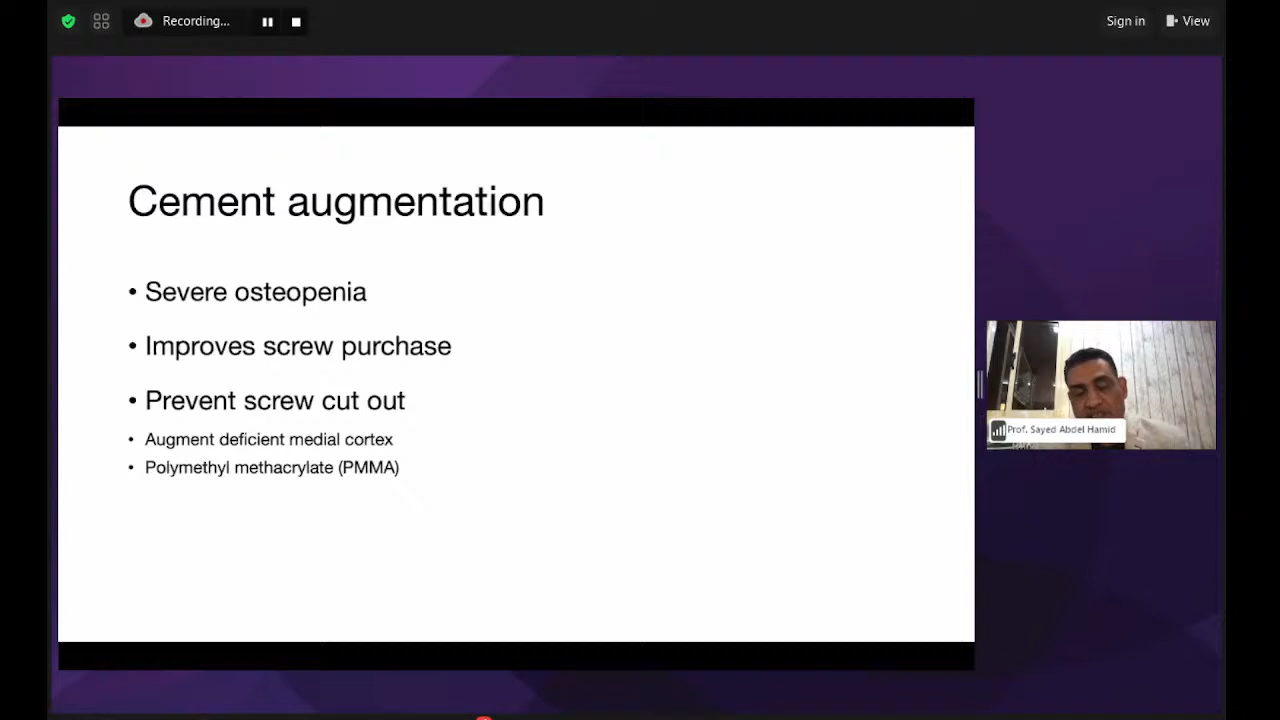 Recording...
Sign in
View
Cement augmentation
• Severe osteopenia
• Improves screw purchase
• Prevent screw cut out
• Augment deficient medial cortex
• Polymethyl methacrylate (PMMA)
Prof. Sayed Abdel Hamid